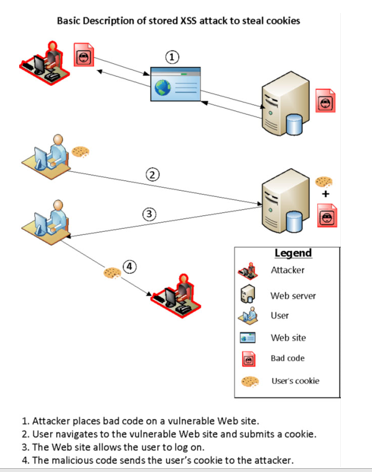 Basic Description of stored XSS attack to steal cookies
1
2
+
3
4
Legend
Attacker
Web server
User
Web site
Bad code
User's cookie
1. Attacker places bad code on a vulnerable Web site.
2. User navigates to the vulnerable Web site and submits a cookie.
3. The Web site allows the user to log on.
4. The malicious code sends the user's cookie to the attacker.